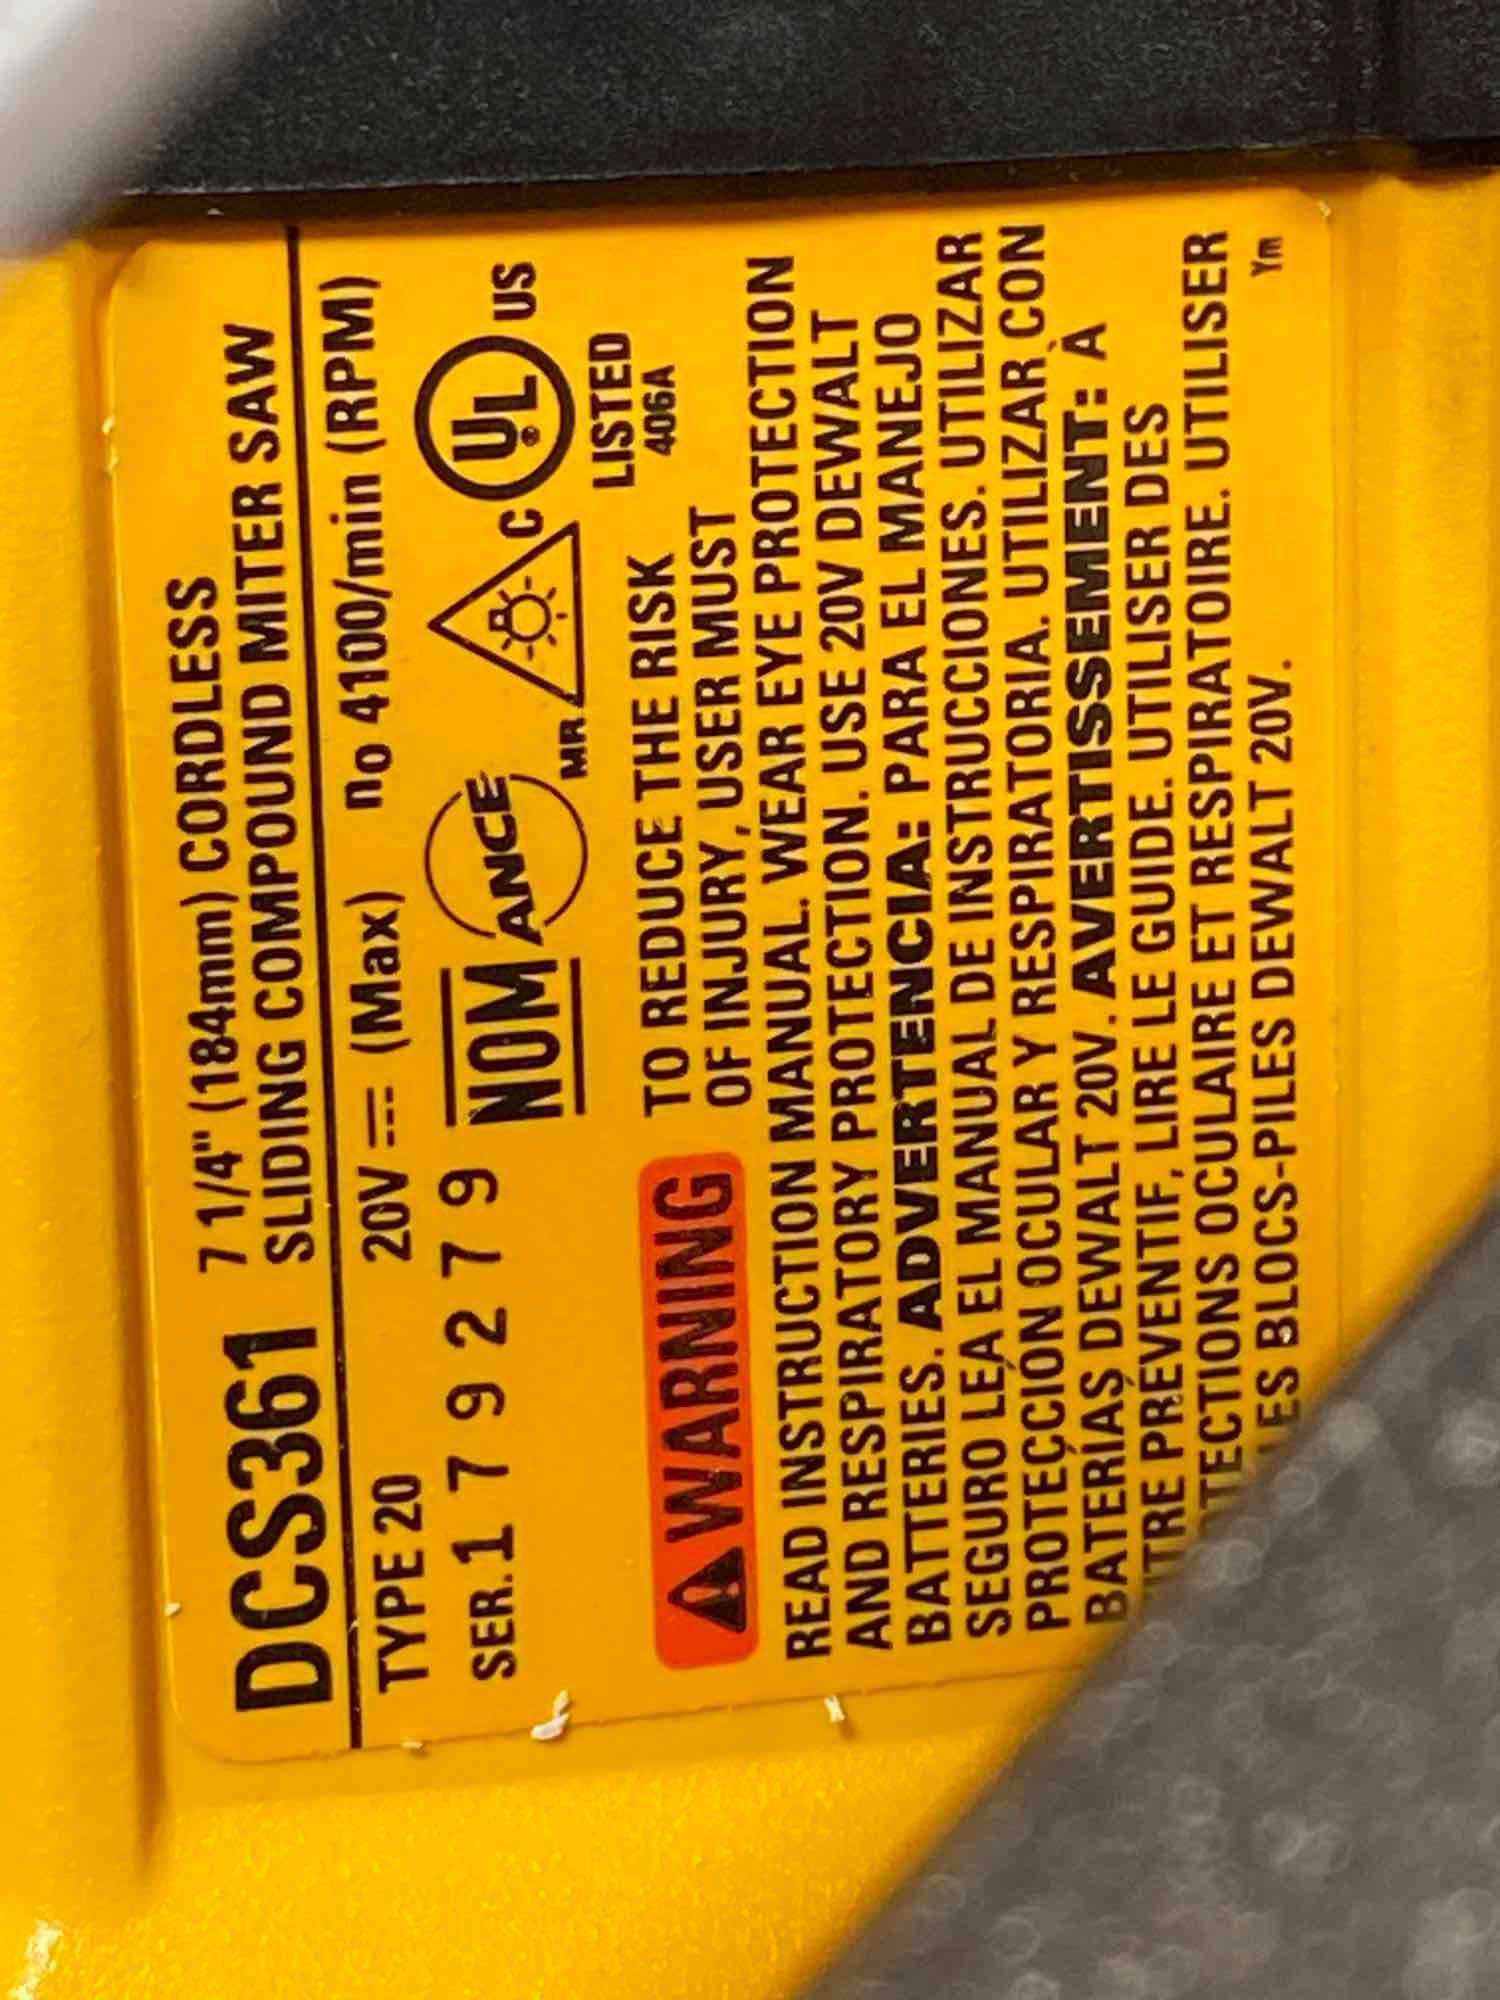 DCS361 7 1/4" (184mm) CORDLESS
SLIDING COMPOUND MITER SAW
TYPE 20 20V (Max) no 4100/min (RPM)
SER. 1 7 9 2 7 9
NOM ANCE MR C UL ® US
LISTED
406A
WARNING TO REDUCE THE RISK
OF INJURY, USER MUST
READ INSTRUCTION MANUAL. WEAR EYE PROTECTION
AND RESPIRATORY PROTECTION. USE 20V DEWALT
BATTERIES. ADVERTENCIA: PARA EL MANEJO
SEGURO LEA EL MANUAL DE INSTRUCCIONES. UTILIZAR
PROTECCIÓN OCULAR Y RESPIRATORIA. UTILIZAR CON
BATERÍAS DEWALT 20V. AVERTISSEMENT: À
TITRE PREVENTIF, LIRE LE GUIDE. UTILISER DES
PROTECTIONS OCULAIRE ET RESPIRATOIRE. UTILISER
LES BLOCS-PILES DEWALT 20V. Ym